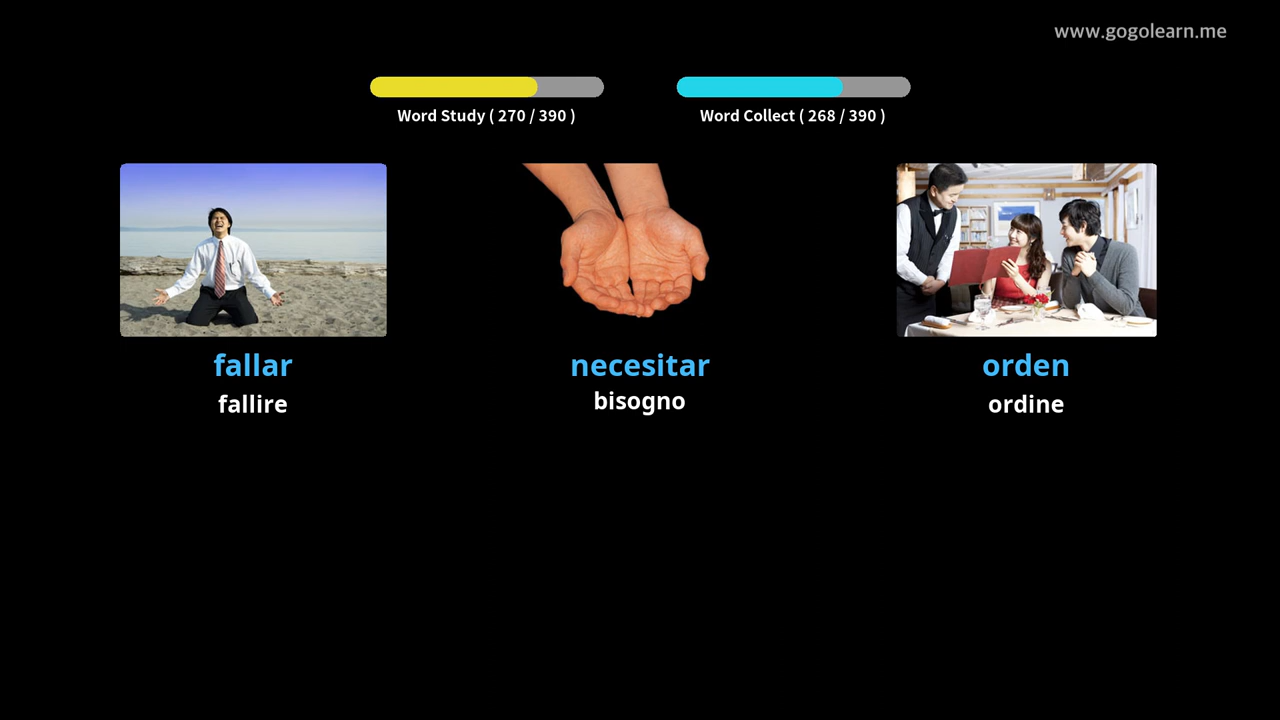 www.gogolearn.me
Word Study ( 270 / 390 )
Word Collect ( 268 / 390 )
fallar
necesitar
orden
fallire
bisogno
ordine